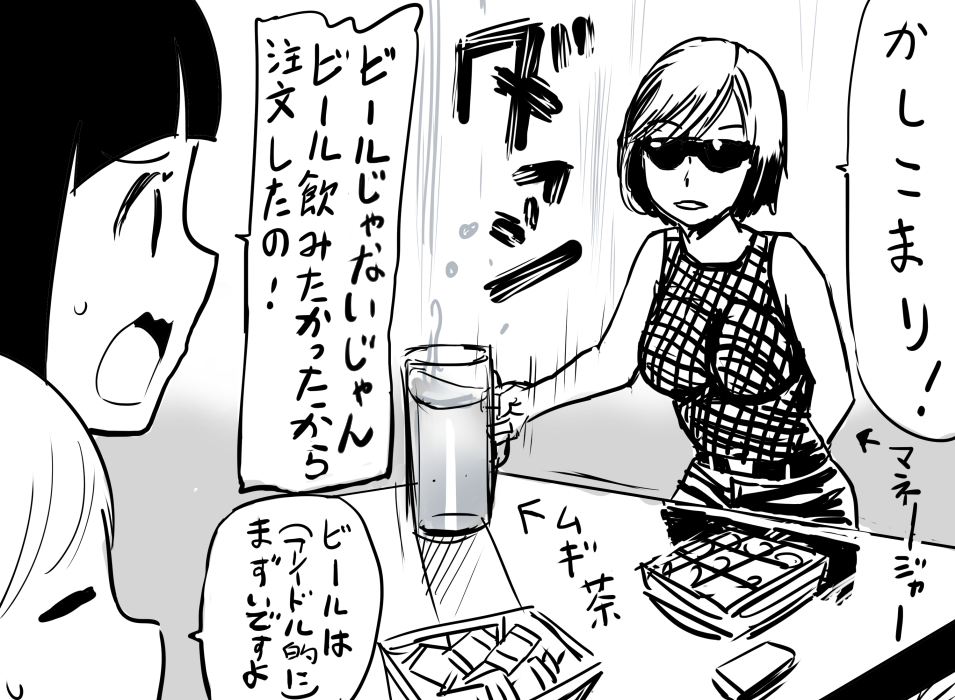 かしこまり!
マネージャー
ドン
ムギ茶
ビールじゃないじゃん
ビール飲みたかったから
注文したの!
ビールは
(アイドル的に)
まずいですよ